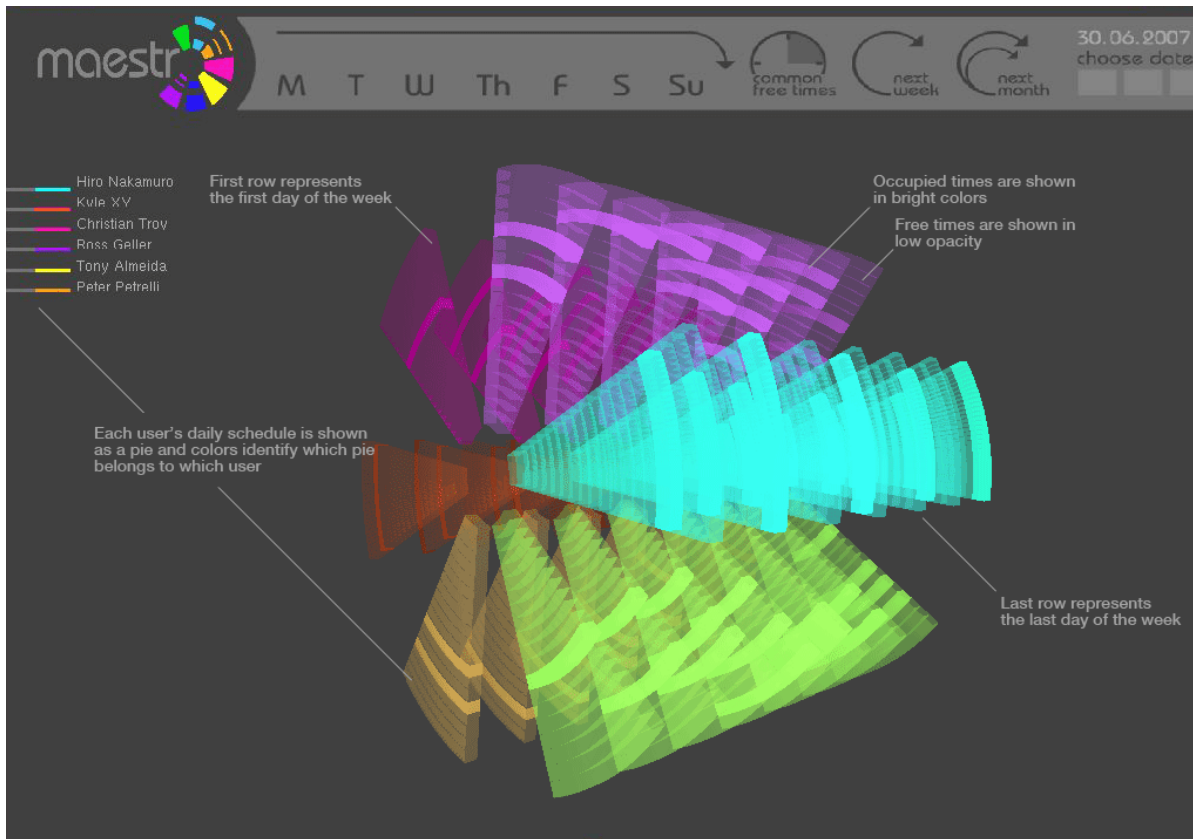 maestr
M T W Th F S Su
common
free times
next
week
next
month
30.06.2007
choose date
Hiro Nakamuro
Kyle XY
Christian Troy
Ross Geller
Tony Almeida
Peter Petrelli
First row represents
the first day of the week
Occupied times are shown
in bright colors
Free times are shown in
low opacity
Each user's daily schedule is shown
as a pie and colors identify which pie
belongs to which user
Last row represents
the last day of the week